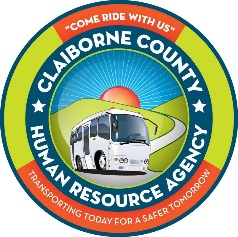 "COME RIDE WITH US"
CLAIBORNE COUNTY
HUMAN RESOURCE AGENCY
TRANSPORTING TODAY FOR A SAFER TOMORROW